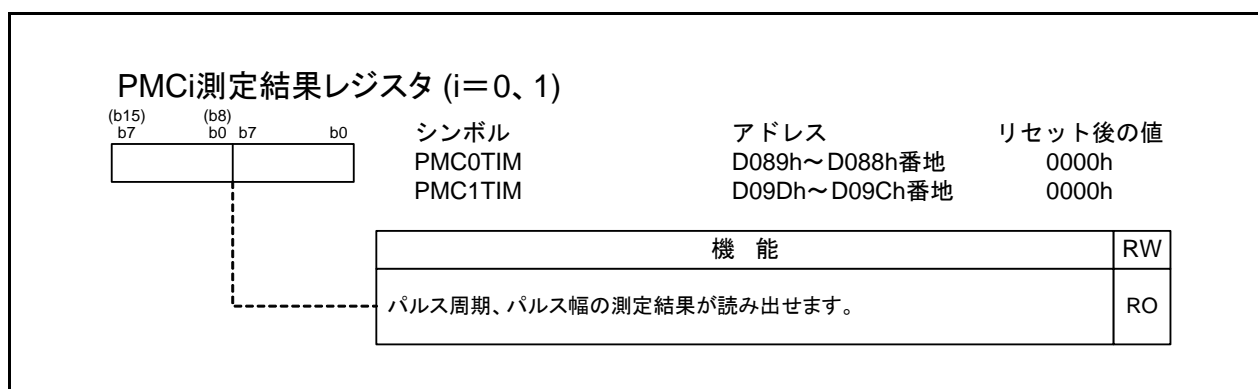 PMCi測定結果レジスタ (i＝0、1)
(b15) (b8)
b7 b0 b7 b0
シンボル アドレス リセット後の値
PMC0TIM D089h～D088h番地 0000h
PMC1TIM D09Dh～D09Ch番地 0000h
機 能 RW
パルス周期、パルス幅の測定結果が読み出せます。 RO